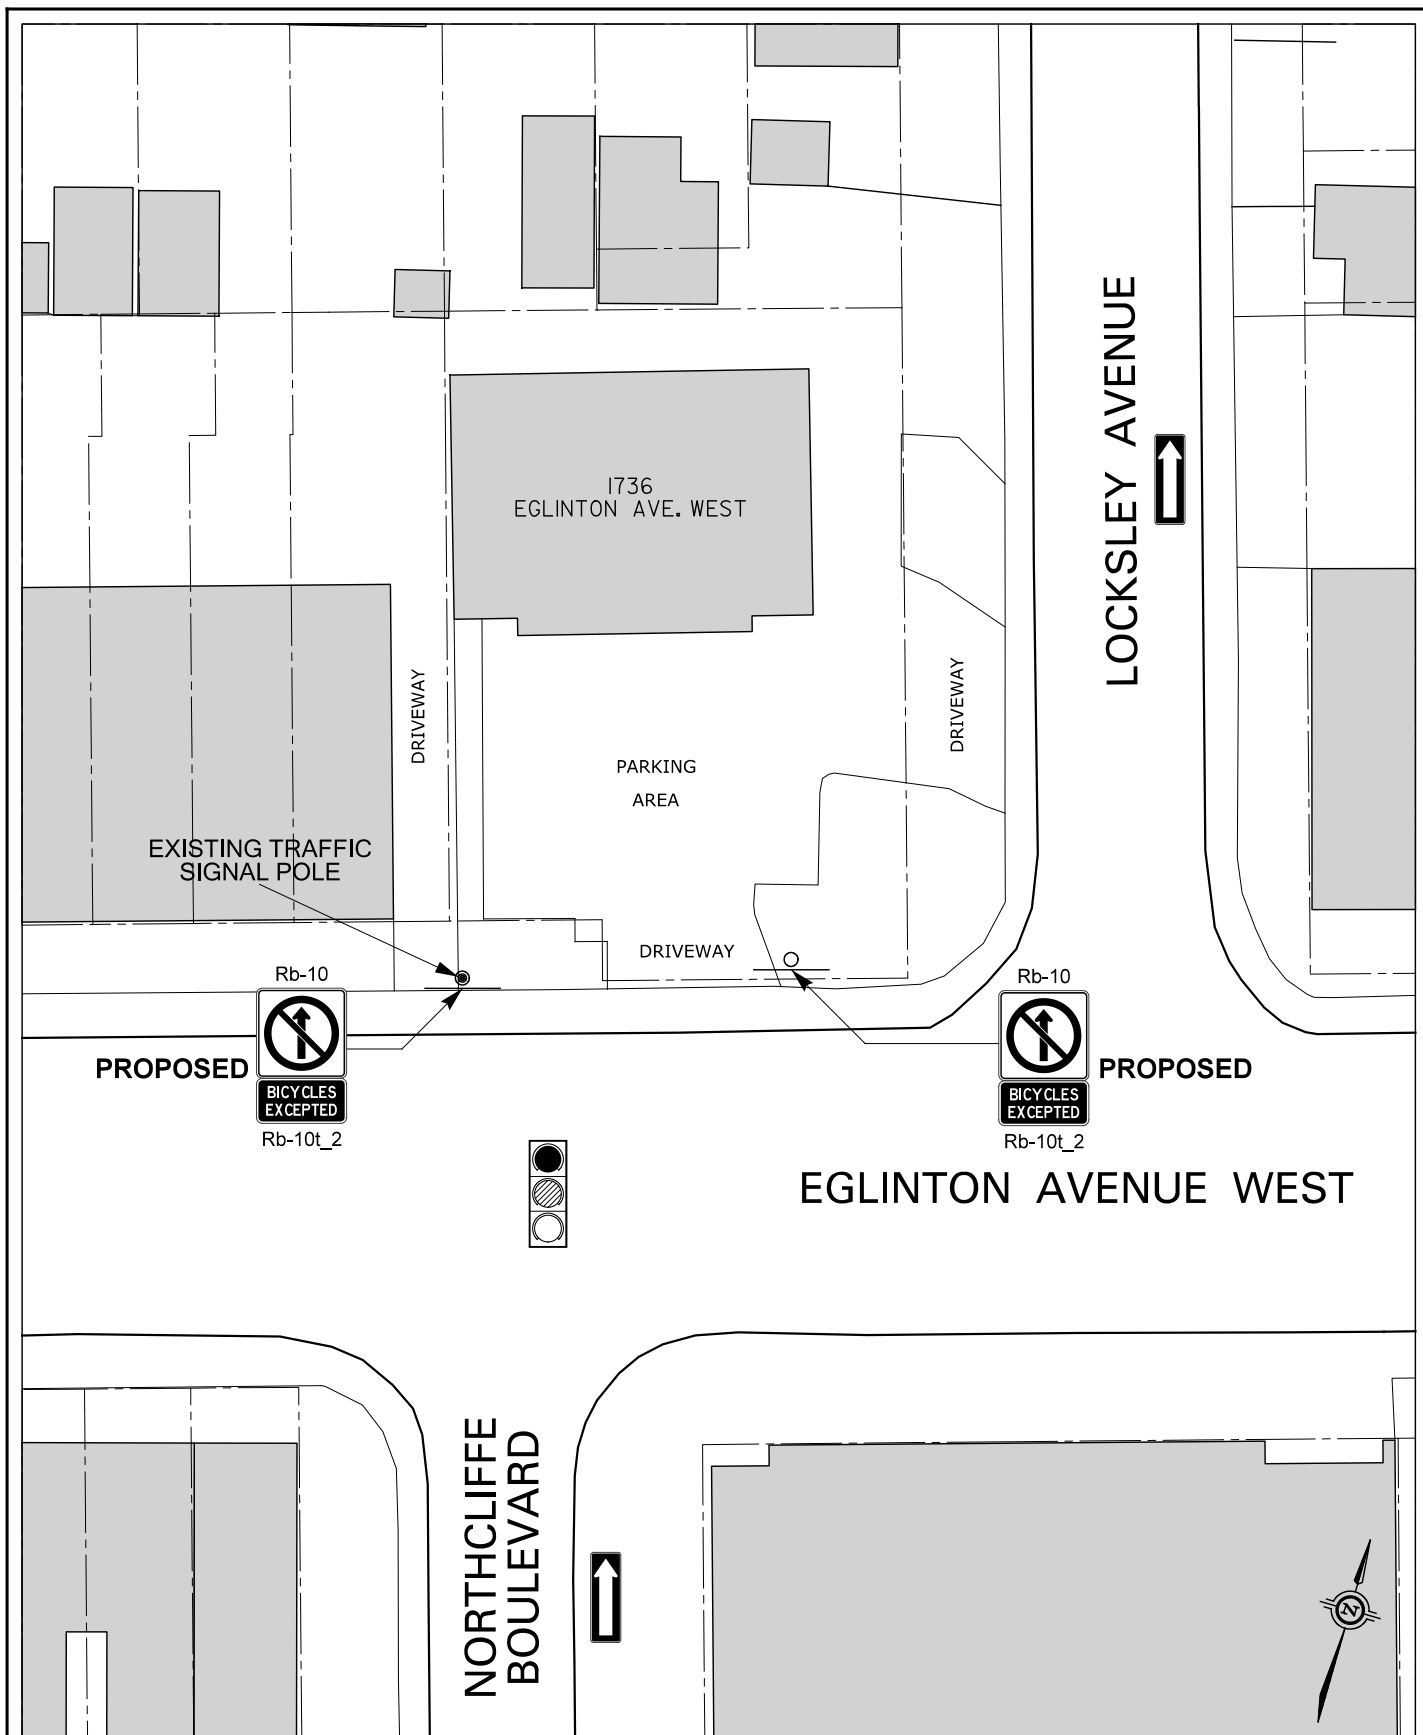 LOCKSLEY AVENUE
1736
EGLINTON AVE. WEST
DRIVEWAY
DRIVEWAY
PARKING
AREA
EXISTING TRAFFIC
SIGNAL POLE
DRIVEWAY
Rb-10
PROPOSED
BICYCLES
EXCEPTED
Rb-10t_2
Rb-10
PROPOSED
BICYCLES
EXCEPTED
Rb-10t_2
EGLINTON AVENUE WEST
NORTHCLIFFE
BOULEVARD
N